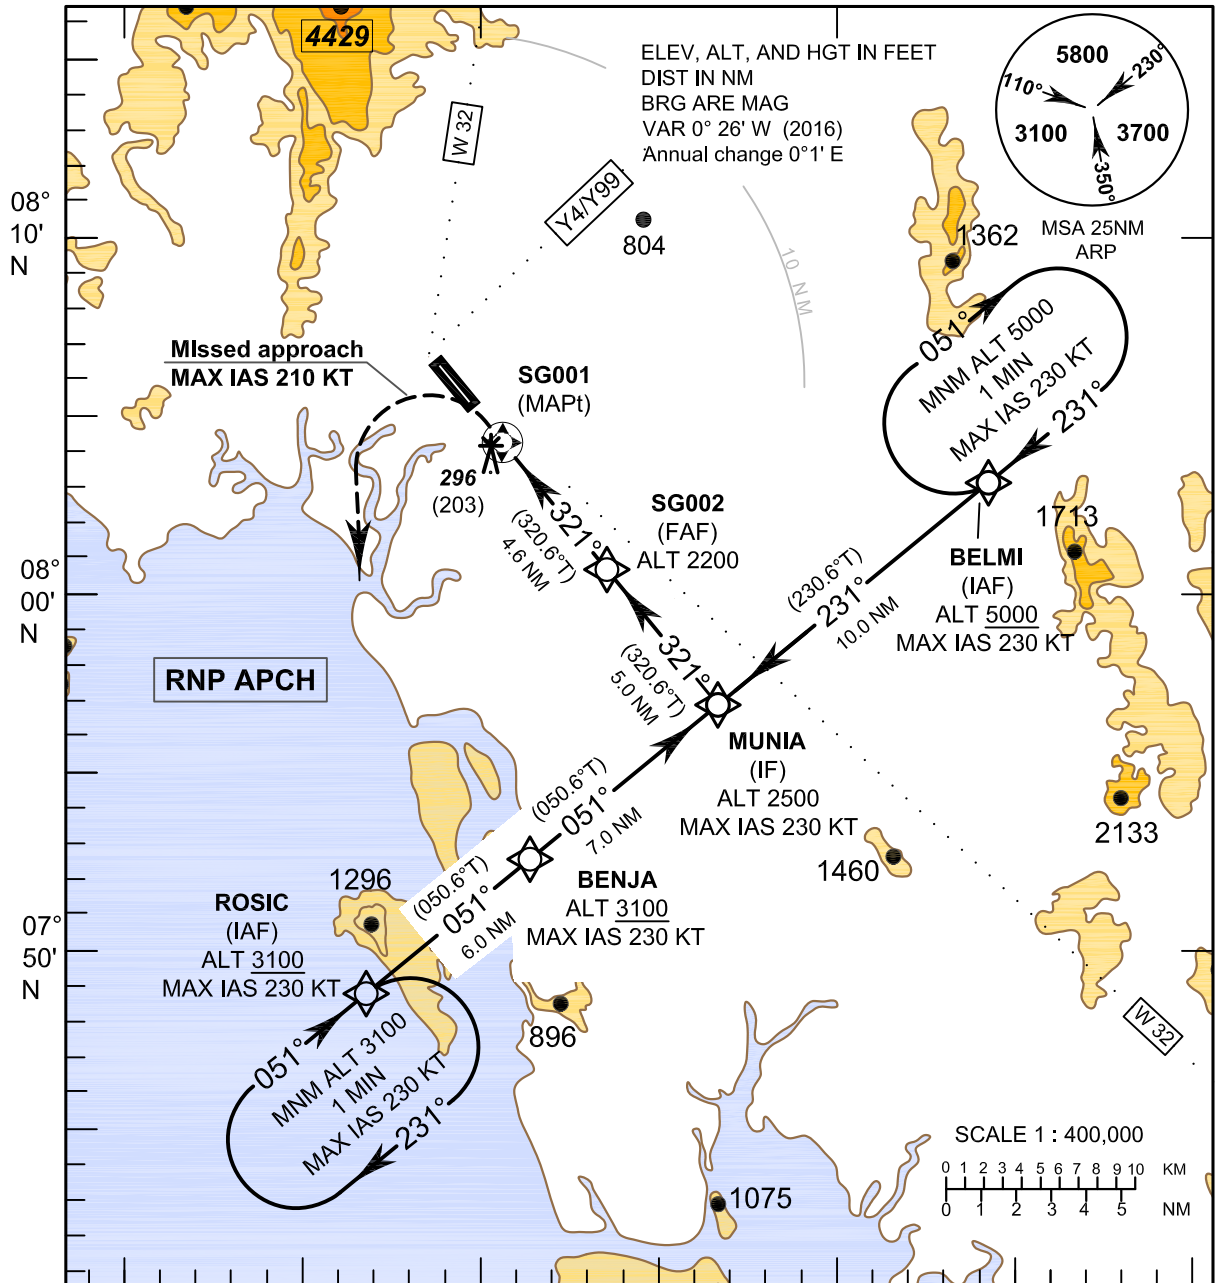 4429
ELEV, ALT, AND HGT IN FEET
DIST IN NM
BRG ARE MAG
VAR 0° 26' W (2016)
Annual change 0°1' E
5800
230°
110°
3100
3700
350°
MSA 25NM
ARP
W 32
Y4/Y99
804
10 NM
1362
08°
10'
N
051°
MNM ALT 5000
1 MIN
MAX IAS 230 KT
231°
MIssed approach
MAX IAS 210 KT
SG001
(MAPt)
296
(203)
321°
(320.6°T)
4.6 NM
SG002
(FAF)
ALT 2200
1713
BELMI
(IAF)
ALT 5000
MAX IAS 230 KT
(230.6°T)
231°
10.0 NM
08°
00'
N
RNP APCH
321°
(320.6°T)
5.0 NM
MUNIA
(IF)
ALT 2500
MAX IAS 230 KT
(050.6°T)
051°
7.0 NM
2133
1460
BENJA
ALT 3100
MAX IAS 230 KT
(050.6°T)
051°
6.0 NM
1296
ROSIC
(IAF)
ALT 3100
MAX IAS 230 KT
07°
50'
N
896
051°
MNM ALT 3100
1 MIN
MAX IAS 230 KT
231°
W 32
1075
SCALE 1 : 400,000
0 1 2 3 4 5 6 7 8 9 10 KM
0 1 2 3 4 5 NM